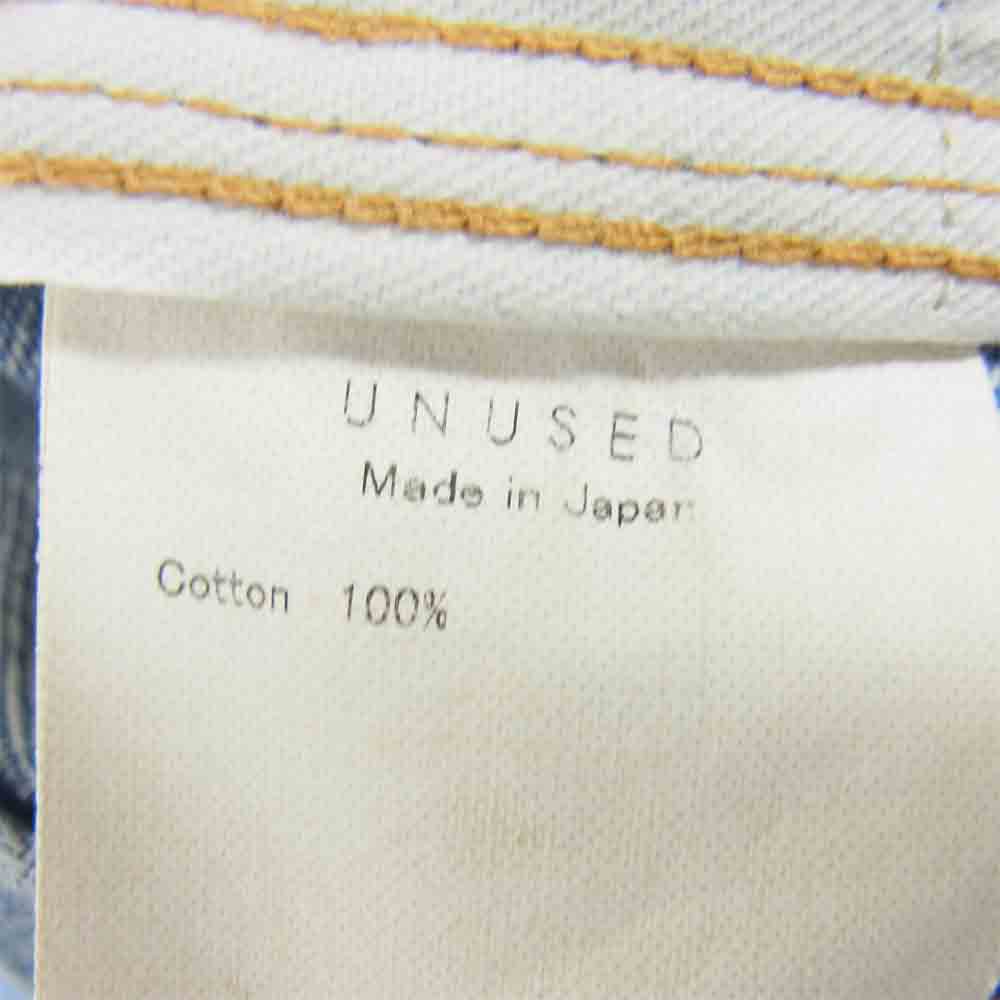 UNUSED
Made in Japan
Cotton 100%